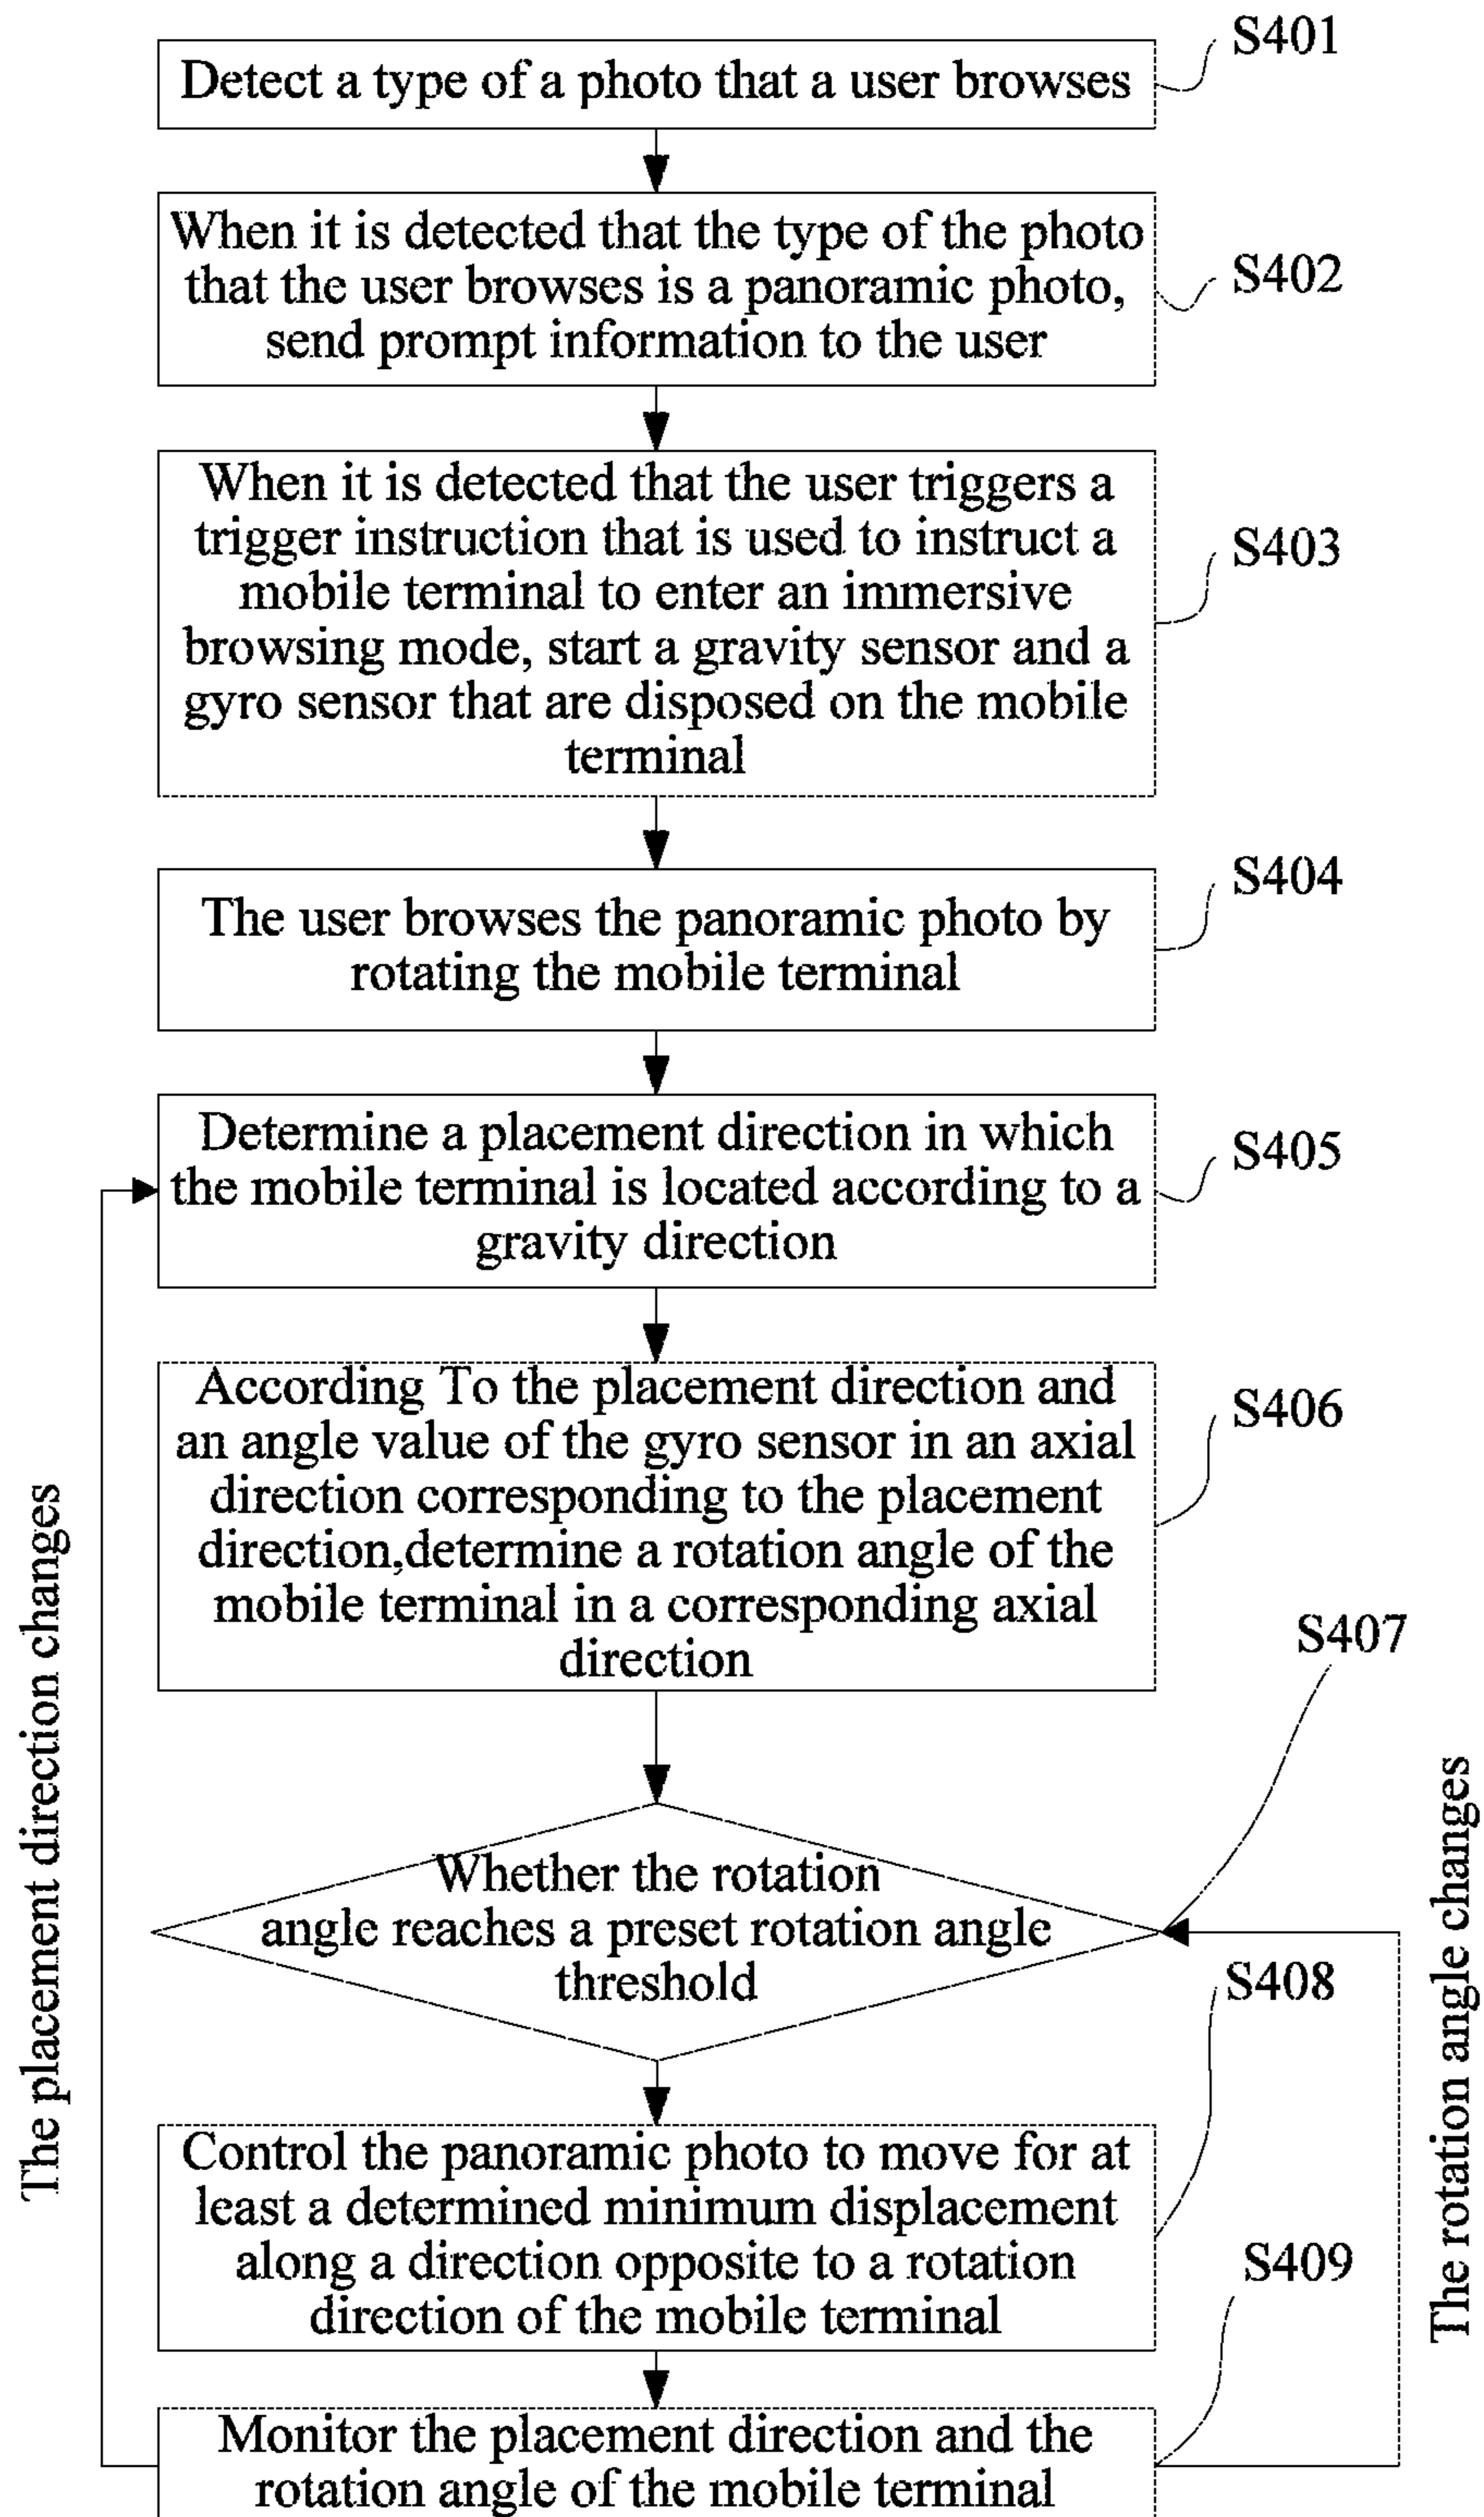 S401
Detect a type of a photo that a user browses
When it is detected that the type of the photo
that the user browses is a panoramic photo,
send prompt information to the user
S402
When it is detected that the user triggers a
trigger instruction that is used to instruct a
mobile terminal to enter an immersive
browsing mode, start a gravity sensor and a
gyro sensor that are disposed on the mobile
terminal
S403
The user browses the panoramic photo by
rotating the mobile terminal
S404
Determine a placement direction in which
the mobile terminal is located according to a
gravity direction
S405
According To the placement direction and
an angle value of the gyro sensor in an axial
direction corresponding to the placement
direction,determine a rotation angle of the
mobile terminal in a corresponding axial
direction
S406
S407
Whether the rotation
angle reaches a preset rotation angle
threshold
S408
Control the panoramic photo to move for at
least a determined minimum displacement
along a direction opposite to a rotation
direction of the mobile terminal
S409
Monitor the placement direction and the
rotation angle of the mobile terminal
The placement direction changes
The rotation angle changes